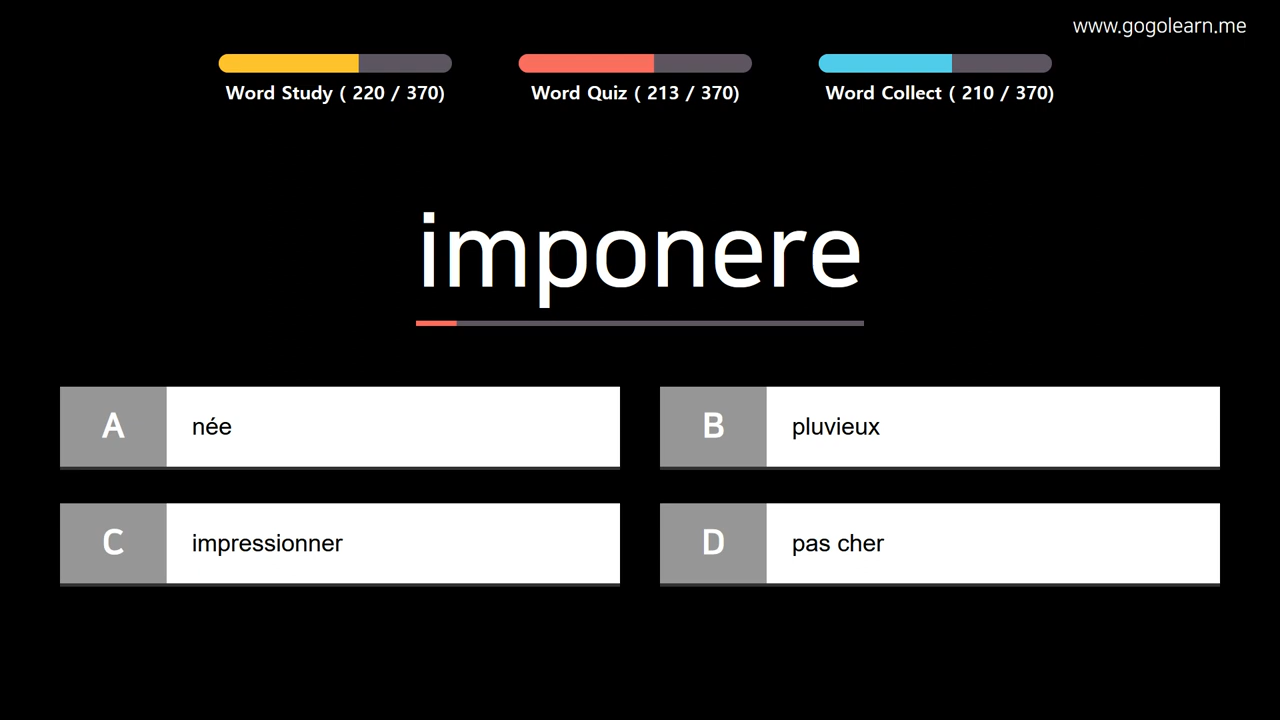 www.gogolearn.me
Word Study ( 220 / 370)
Word Quiz ( 213 / 370)
Word Collect ( 210 / 370)
imponere
A née
B pluvieux
C impressionner
D pas cher